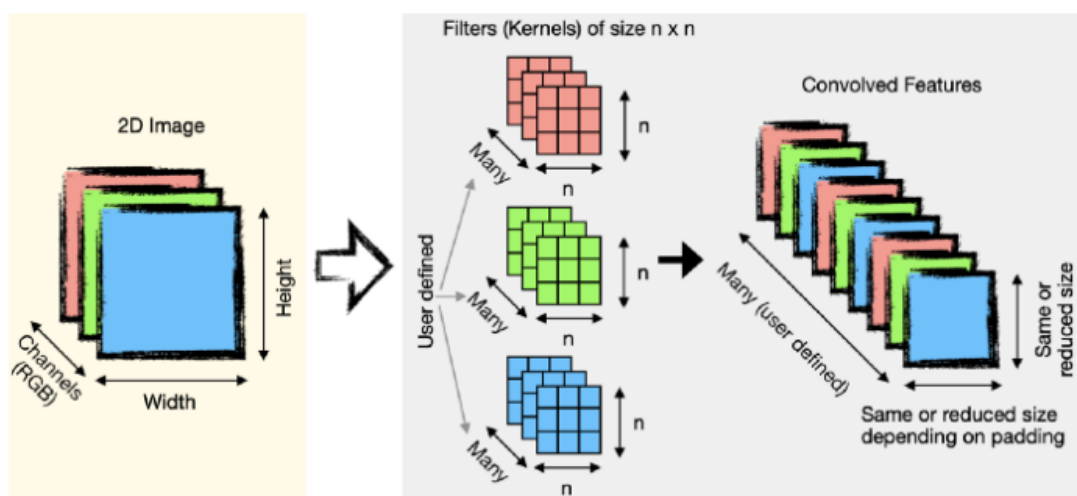 2D Image
Height
Channels
(RGB)
Width
Filters (Kernels) of size n x n
User defined
n
Many
n
n
Many
n
n
Many
n
Convolved Features
Many (user defined)
Same or
reduced size
Same or reduced size
depending on padding